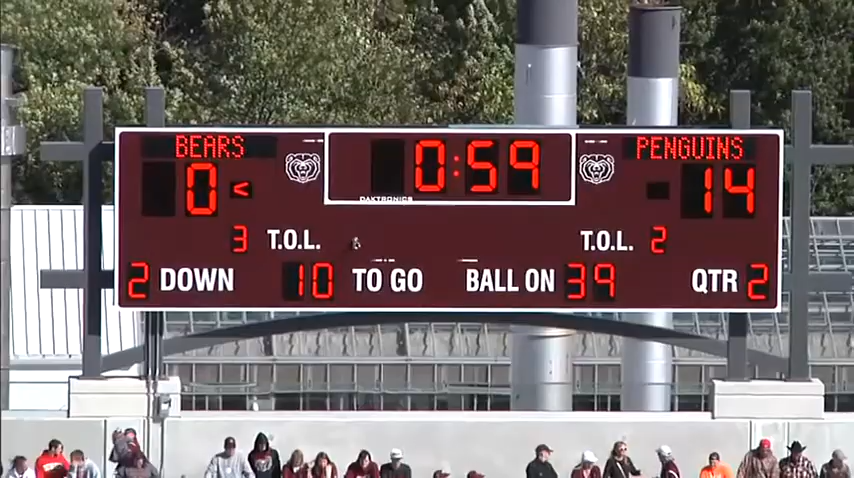 BEARS 0:59 PENGUINS
0 < 14
DAKTRONICS
3 T.O.L. T.O.L. 2
2 DOWN 10 TO GO BALL ON 39 QTR 2